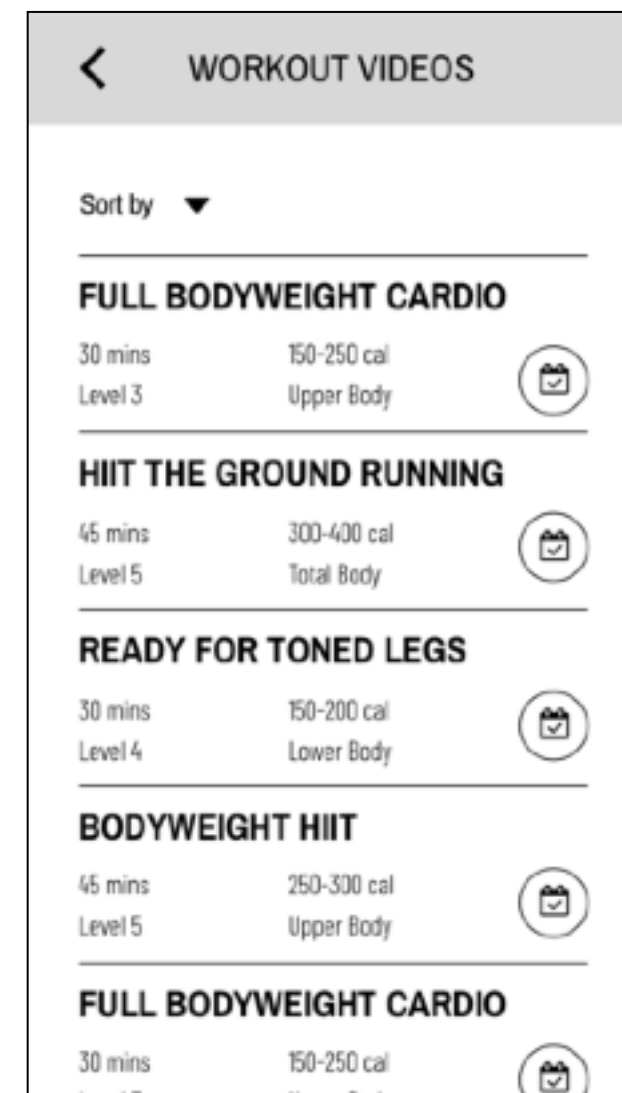 WORKOUT VIDEOS
Sort by
FULL BODYWEIGHT CARDIO
30 mins 150-250 cal
Level 3 Upper Body
HIIT THE GROUND RUNNING
45 mins 300-400 cal
Level 5 Total Body
READY FOR TONED LEGS
30 mins 150-200 cal
Level 4 Lower Body
BODYWEIGHT HIIT
45 mins 250-300 cal
Level 5 Upper Body
FULL BODYWEIGHT CARDIO
30 mins 150-250 cal